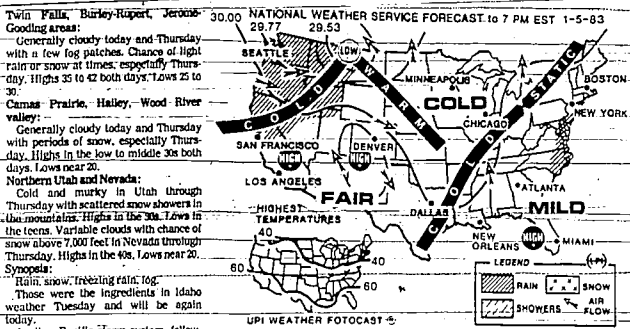 Twin Falls, Burley-Rupert, Jerome-
Gooding areas:
Generally cloudy today and Thursday
with a few fog patches. Chance of light
rain or snow at times, especially Thurs-
day. Highs 35 to 42 both days. Lows 25 to
30.
Camas Prairie, Hailey, Wood River
valley:
Generally cloudy today and Thursday
with periods of snow, especially Thurs-
day. Highs in the low to middle 30s both
days. Lows near 20.
Northern Utah and Nevada:
Cold and murky in Utah through
Thursday with scattered snow showers in
the mountains. Highs in the 30s. Lows in
the teens. Variable clouds with chance of
snow above 7,000 feet in Nevada through
Thursday. Highs in the 40s, Lows near 20.
Synopsis:
Rain, snow, freezing rain, fog.
Those were the ingredients in Idaho
weather Tuesday and will be again
today.
NATIONAL WEATHER SERVICE FORECAST to 7 PM EST 1-5-83
30.00
29.77
29.53
SEATTLE
LOW
COLD
WARM
MINNEAPOLIS
COLD
CHICAGO
COLD
STATIC
BOSTON
NEW YORK
SAN FRANCISCO
HIGH
DENVER
HIGH
LOS ANGELES
FAIR
DALLAS
ATLANTA
MILD
NEW ORLEANS
HIGH
MIAMI
HIGHEST
TEMPERATURES
40
40
60
60
LEGEND
RAIN
SNOW
SHOWERS
AIR
FLOW
UPI WEATHER FOTOCAST ®